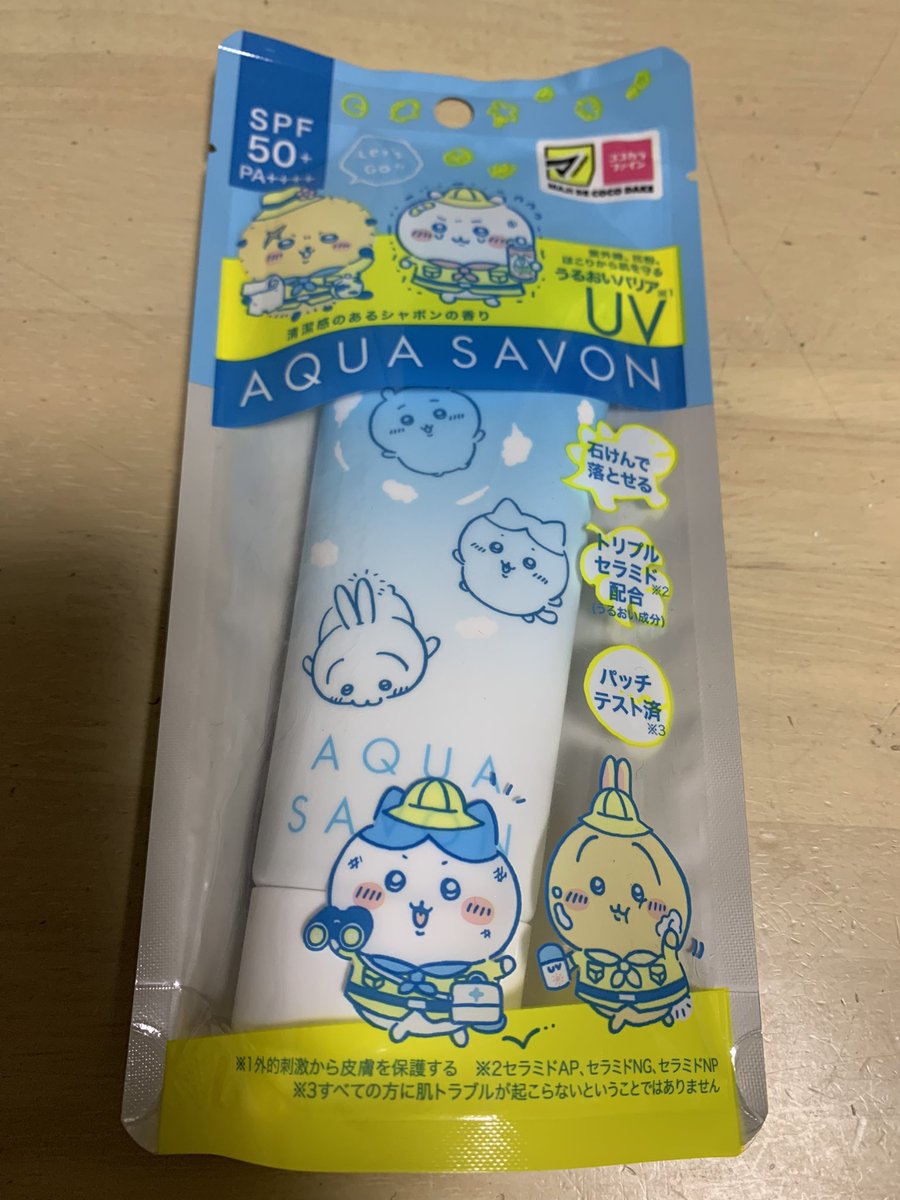 SPF
50+
PA++++
Let's
Go!!
ココカラ
ファイン
紫外線、花粉、
ほこりから肌を守る
うるおいバリア※1
UV
清潔感のあるシャボンの香り
AQUA SAVON
石けんで
落とせる
トリプル
セラミド※2
配合
(うるおい成分)
パッチ
テスト済
※3
AQUA
SAVON
UV
※1外的刺激から皮膚を保護する ※2セラミドAP、セラミドNG、セラミドNP
※3すべての方に肌トラブルが起こらないということではありません